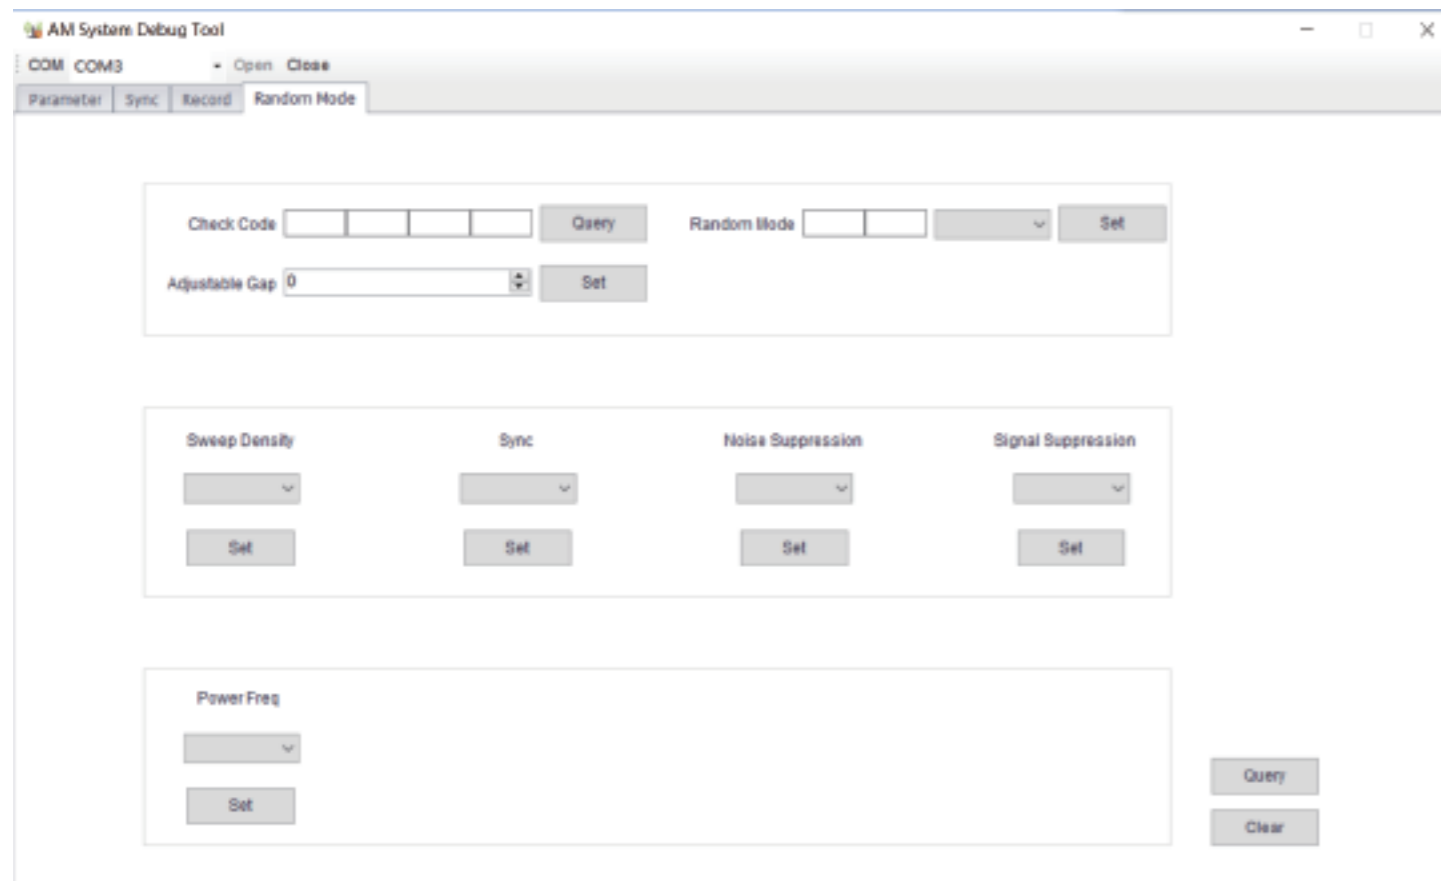 AM System Debug Tool
COM COM3 Open Close
Parameter Sync Record Random Mode
Check Code Query Random Mode Set
Adjustable Gap 0 Set
Sweep Density Sync Noise Suppression Signal Suppression
Set Set Set Set
Power Freq
Query
Set
Clear